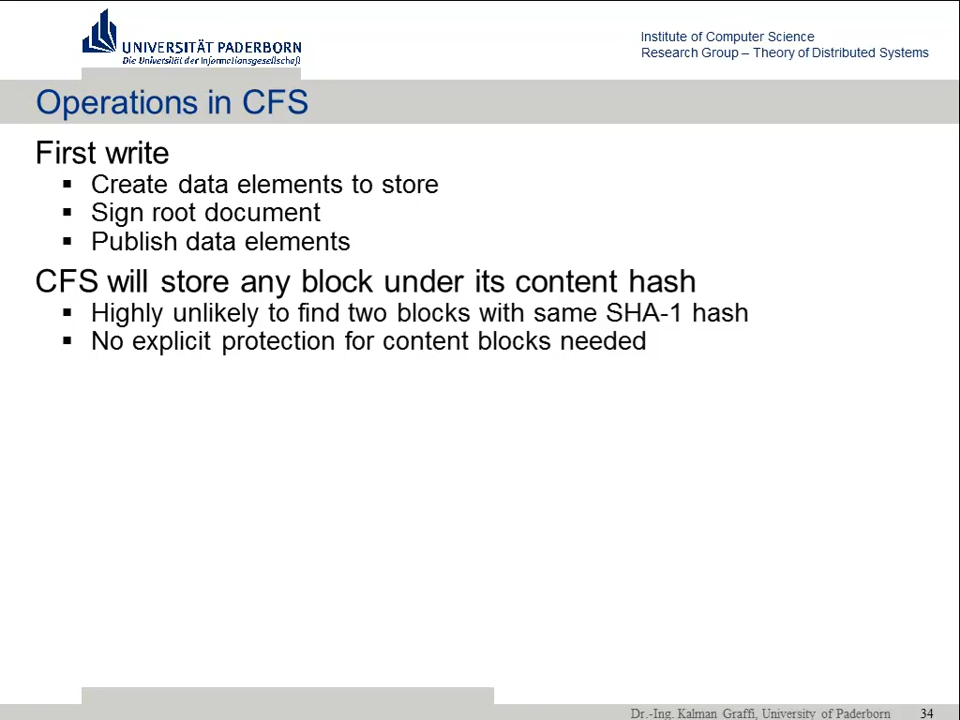 UNIVERSITÄT PADERBORN
Die Universität der Informationsgesellschaft
Institute of Computer Science
Research Group – Theory of Distributed Systems
Operations in CFS
First write
▪ Create data elements to store
▪ Sign root document
▪ Publish data elements
CFS will store any block under its content hash
▪ Highly unlikely to find two blocks with same SHA-1 hash
▪ No explicit protection for content blocks needed
Dr.-Ing. Kalman Graffi, University of Paderborn 34